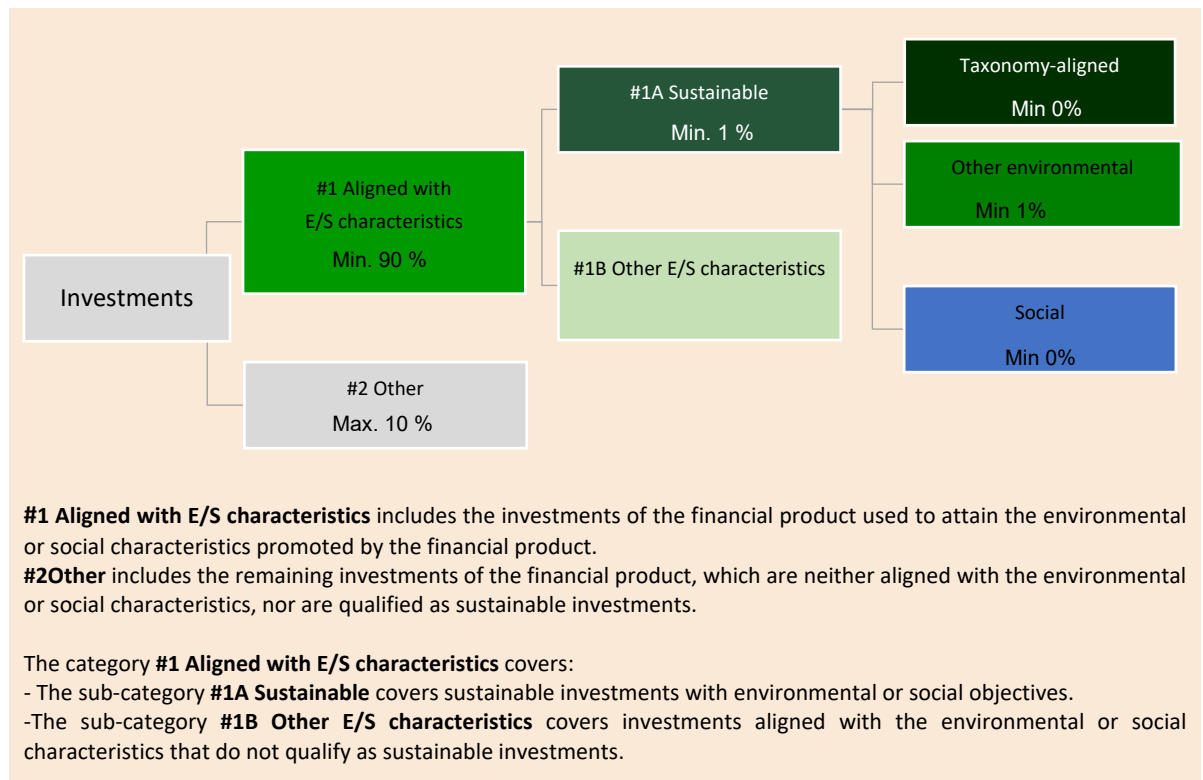 Investments
#1 Aligned with
E/S characteristics
Min. 90 %
#2 Other
Max. 10 %
#1A Sustainable
Min. 1 %
#1B Other E/S characteristics
Taxonomy-aligned
Min 0%
Other environmental
Min 1%
Social
Min 0%
#1 Aligned with E/S characteristics includes the investments of the financial product used to attain the environmental
or social characteristics promoted by the financial product.
#2Other includes the remaining investments of the financial product, which are neither aligned with the environmental
or social characteristics, nor are qualified as sustainable investments.
The category #1 Aligned with E/S characteristics covers:
- The sub-category #1A Sustainable covers sustainable investments with environmental or social objectives.
-The sub-category #1B Other E/S characteristics covers investments aligned with the environmental or social
characteristics that do not qualify as sustainable investments.